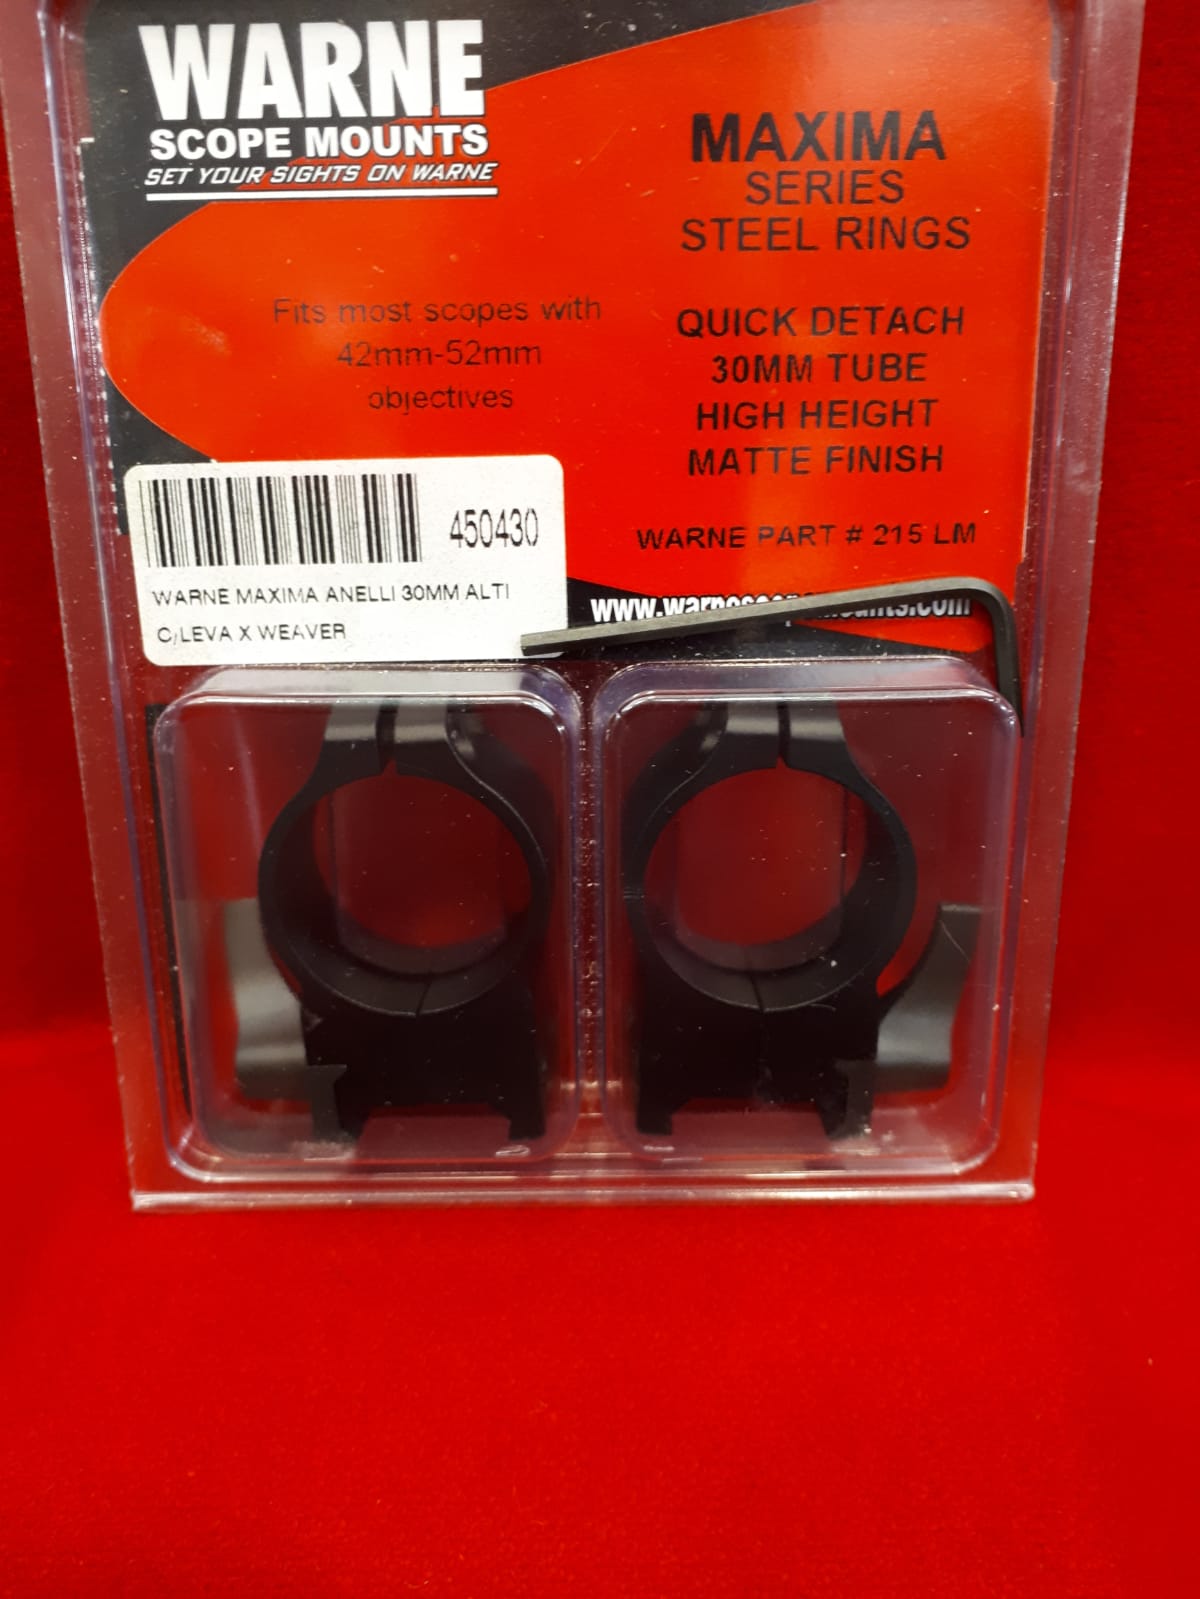 WARNE
SCOPE MOUNTS
SET YOUR SIGHTS ON WARNE
MAXIMA
SERIES
STEEL RINGS
Fits most scopes with
42mm-52mm
objectives
QUICK DETACH
30MM TUBE
HIGH HEIGHT
MATTE FINISH
WARNE PART # 215 LM
450430
WARNE MAXIMA ANELLI 30MM ALTI
C/LEVA X WEAVER